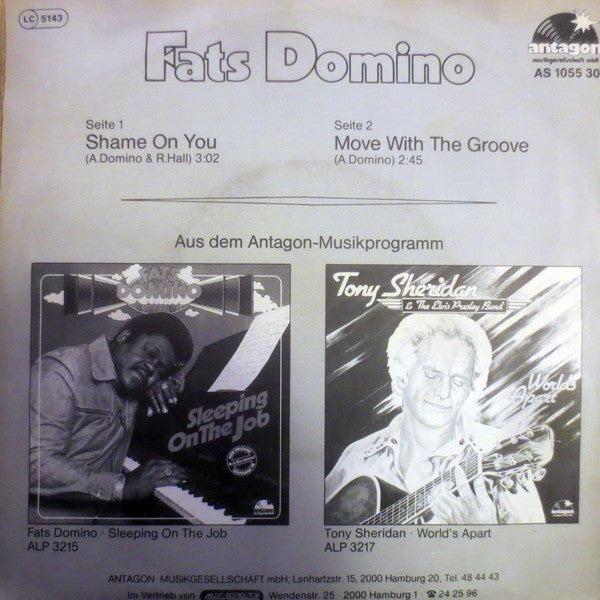 LC 5143
antagon
musikgesellschaft mbH
AS 1055 30
Fats Domino
Seite 1
Shame On You
(A.Domino & R.Hall) 3:02
Seite 2
Move With The Groove
(A.Domino) 2:45
Aus dem Antagon-Musikprogramm
FATS
DOMINO
Sleeping
On The Job
antagon
Tony Sheridan
& The Elvis Presley Band
Worlds
Apart
antagon
Fats Domino · Sleeping On The Job
ALP 3215
Tony Sheridan · World's Apart
ALP 3217
ANTAGON MUSIKGESELLSCHAFT mbH, Lenhartzstr. 15, 2000 Hamburg 20, Tel. 48 44 43
Im Vertrieb von Wendenstr. 25 · 2000 Hamburg 1 · ☎ 24 25 96